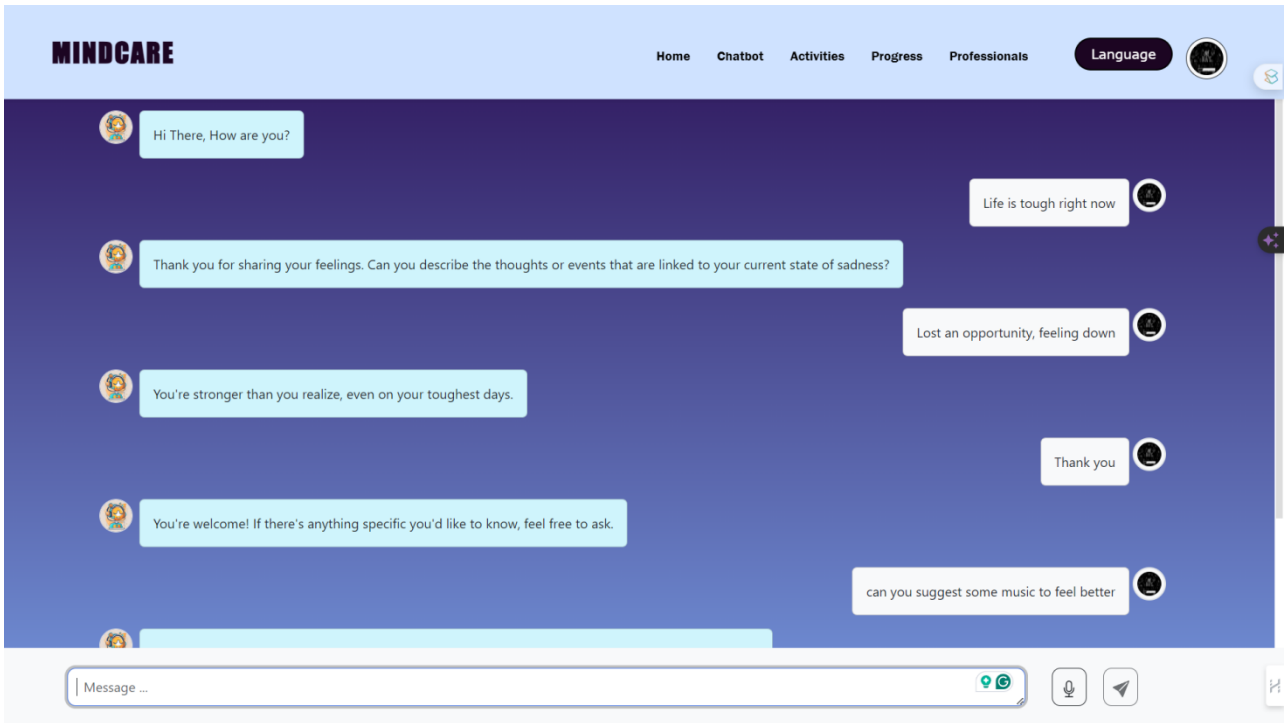 MINDCARE
Home Chatbot Activities Progress Professionals Language
Hi There, How are you?
Life is tough right now
Thank you for sharing your feelings. Can you describe the thoughts or events that are linked to your current state of sadness?
Lost an opportunity, feeling down
You're stronger than you realize, even on your toughest days.
Thank you
You're welcome! If there's anything specific you'd like to know, feel free to ask.
can you suggest some music to feel better
Message ...